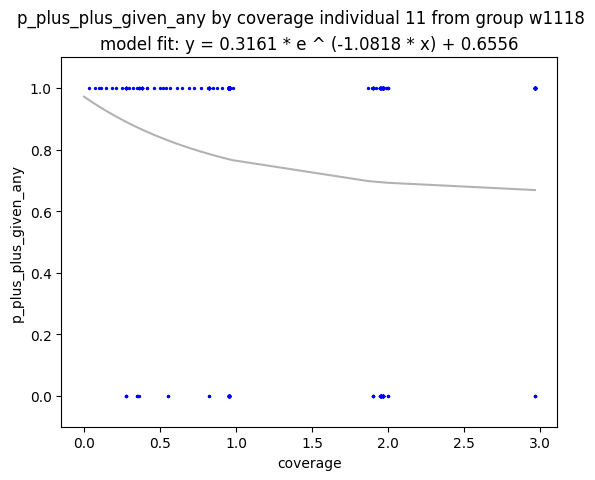 p_plus_plus_given_any by coverage individual 11 from group w1118
model fit: y = 0.3161 * e ^ (-1.0818 * x) + 0.6556
1.0
0.8
0.6
0.4
0.2
0.0
p_plus_plus_given_any
0.0 0.5 1.0 1.5 2.0 2.5 3.0
coverage